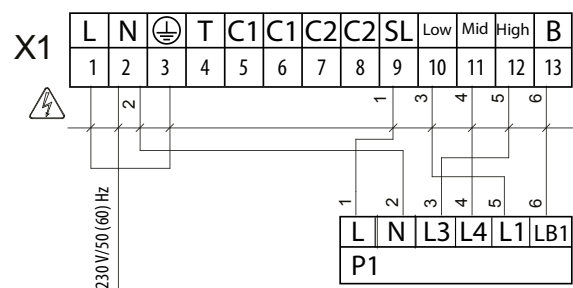 X1
L N T C1 C1 C2 C2 SL Low Mid High B
1 2 3 4 5 6 7 8 9 10 11 12 13
2 1 3 4 5 6
230 V/50 (60) Hz
1 2 3 4 5 6
L N L3 L4 L1 LB1
P1